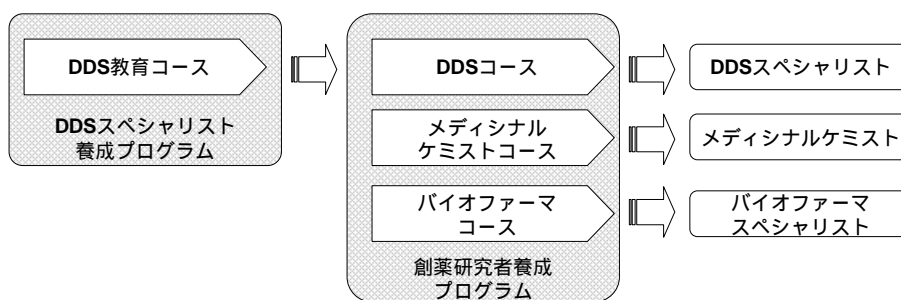 DDS教育コース
DDSスペシャリスト
養成プログラム
DDSコース
メディシナル
ケミストコース
バイオファーマ
コース
創薬研究者養成
プログラム
DDSスペシャリスト
メディシナルケミスト
バイオファーマ
スペシャリスト